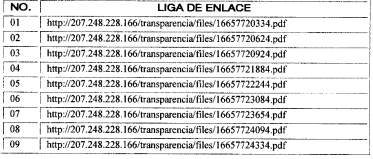 NO. LIGA DE ENLACE
01 http://207.248.228.166/transparencia/files/16657720334.pdf
02 http://207.248.228.166/transparencia/files/16657720624.pdf
03 http://207.248.228.166/transparencia/files/16657720924.pdf
04 http://207.248.228.166/transparencia/files/16657721884.pdf
05 http://207.248.228.166/transparencia/files/16657722244.pdf
06 http://207.248.228.166/transparencia/files/16657723084.pdf
07 http://207.248.228.166/transparencia/files/16657723654.pdf
08 http://207.248.228.166/transparencia/files/16657724094.pdf
09 http://207.248.228.166/transparencia/files/16657724334.pdf